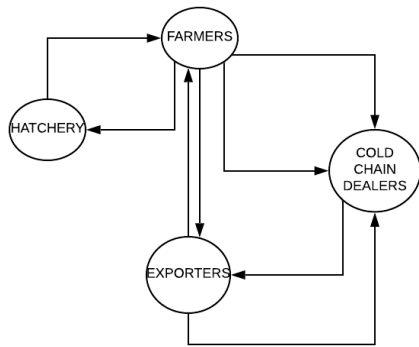 FARMERS
HATCHERY
COLD
CHAIN
DEALERS
EXPORTERS